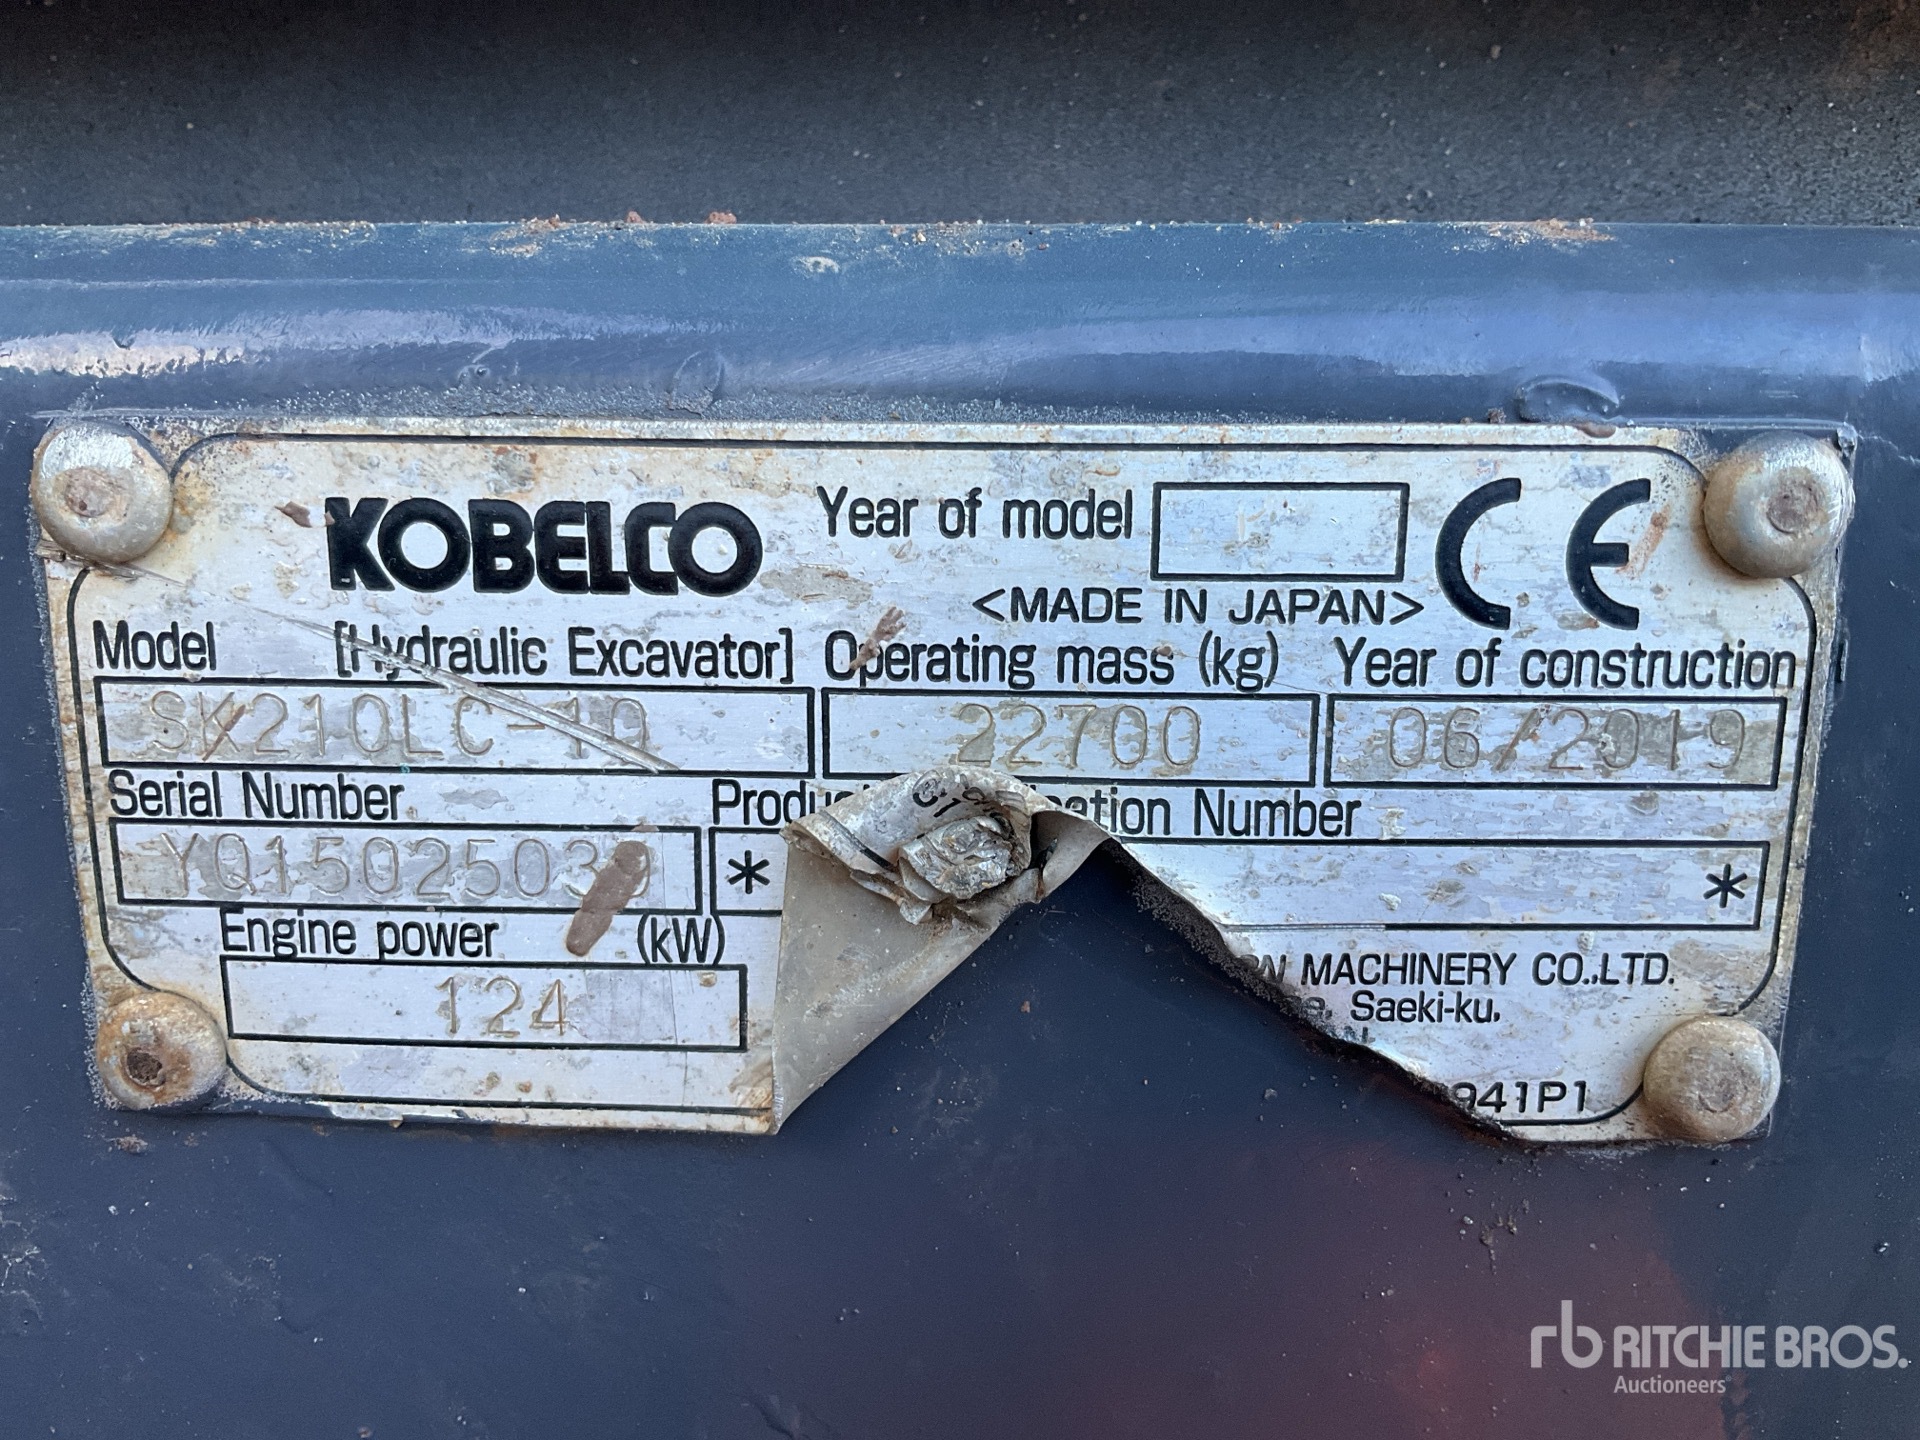 KOBELCO Year of model CE
<MADE IN JAPAN>
Model [Hydraulic Excavator] Operating mass (kg) Year of construction
SK210LC-10 22700 06/2019
Serial Number Number
* *
Engine power (kW)
124
MACHINERY CO.,LTD.
Saeki-ku,
941P1
rb RITCHIE BROS.
Auctioneers